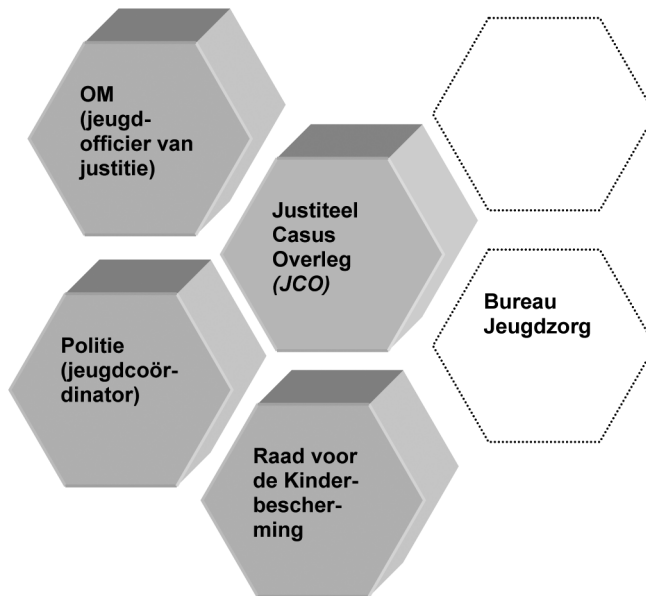 OM
(jeugd-
officier van
justitie)
Justiteel
Casus
Overleg
(JCO)
Politie
(jeugdcoör-
dinator)
Bureau
Jeugdzorg
Raad voor
de Kinder-
bescher-
ming